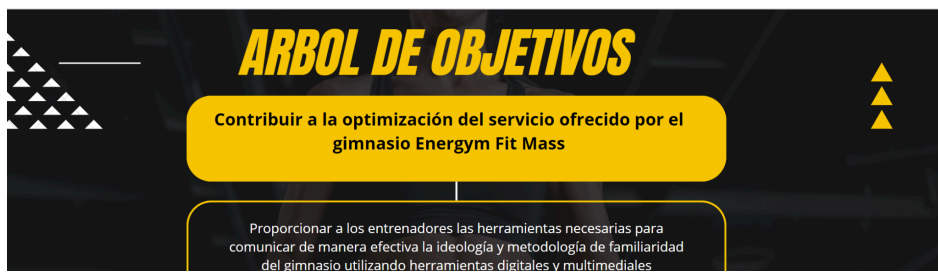 ARBOL DE OBJETIVOS
Contribuir a la optimización del servicio ofrecido por el
gimnasio Energym Fit Mass
Proporcionar a los entrenadores las herramientas necesarias para
comunicar de manera efectiva la ideología y metodología de familiaridad
del gimnasio utilizando herramientas digitales y multimediales